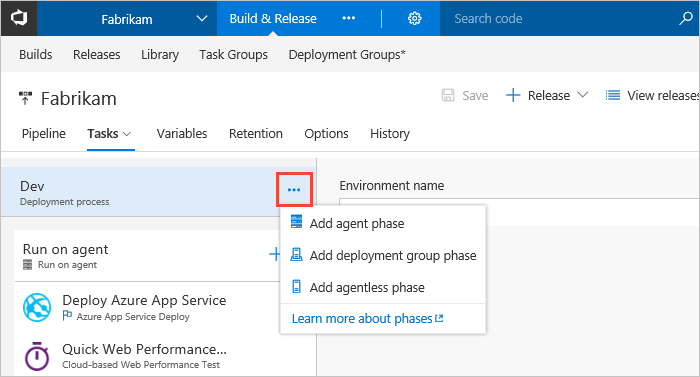 Fabrikam
Build & Release
Search code
Builds Releases Library Task Groups Deployment Groups*
Fabrikam
Save
Release
View releases
Pipeline Tasks Variables Retention Options History
Dev
Deployment process
Environment name
Add agent phase
Add deployment group phase
Add agentless phase
Learn more about phases
Run on agent
Run on agent
Deploy Azure App Service
Azure App Service Deploy
Quick Web Performance...
Cloud-based Web Performance Test